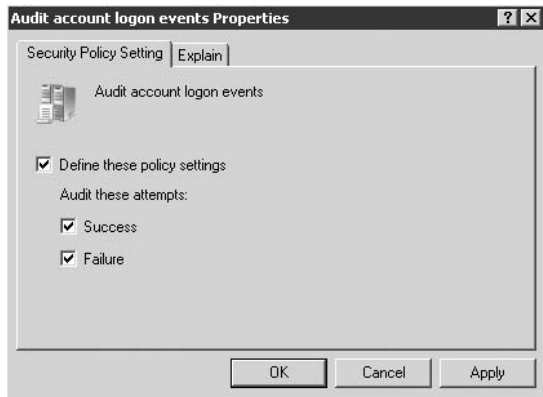 Audit account logon events Properties
Security Policy Setting
Explain
Audit account logon events
Define these policy settings
Audit these attempts:
Success
Failure
OK
Cancel
Apply